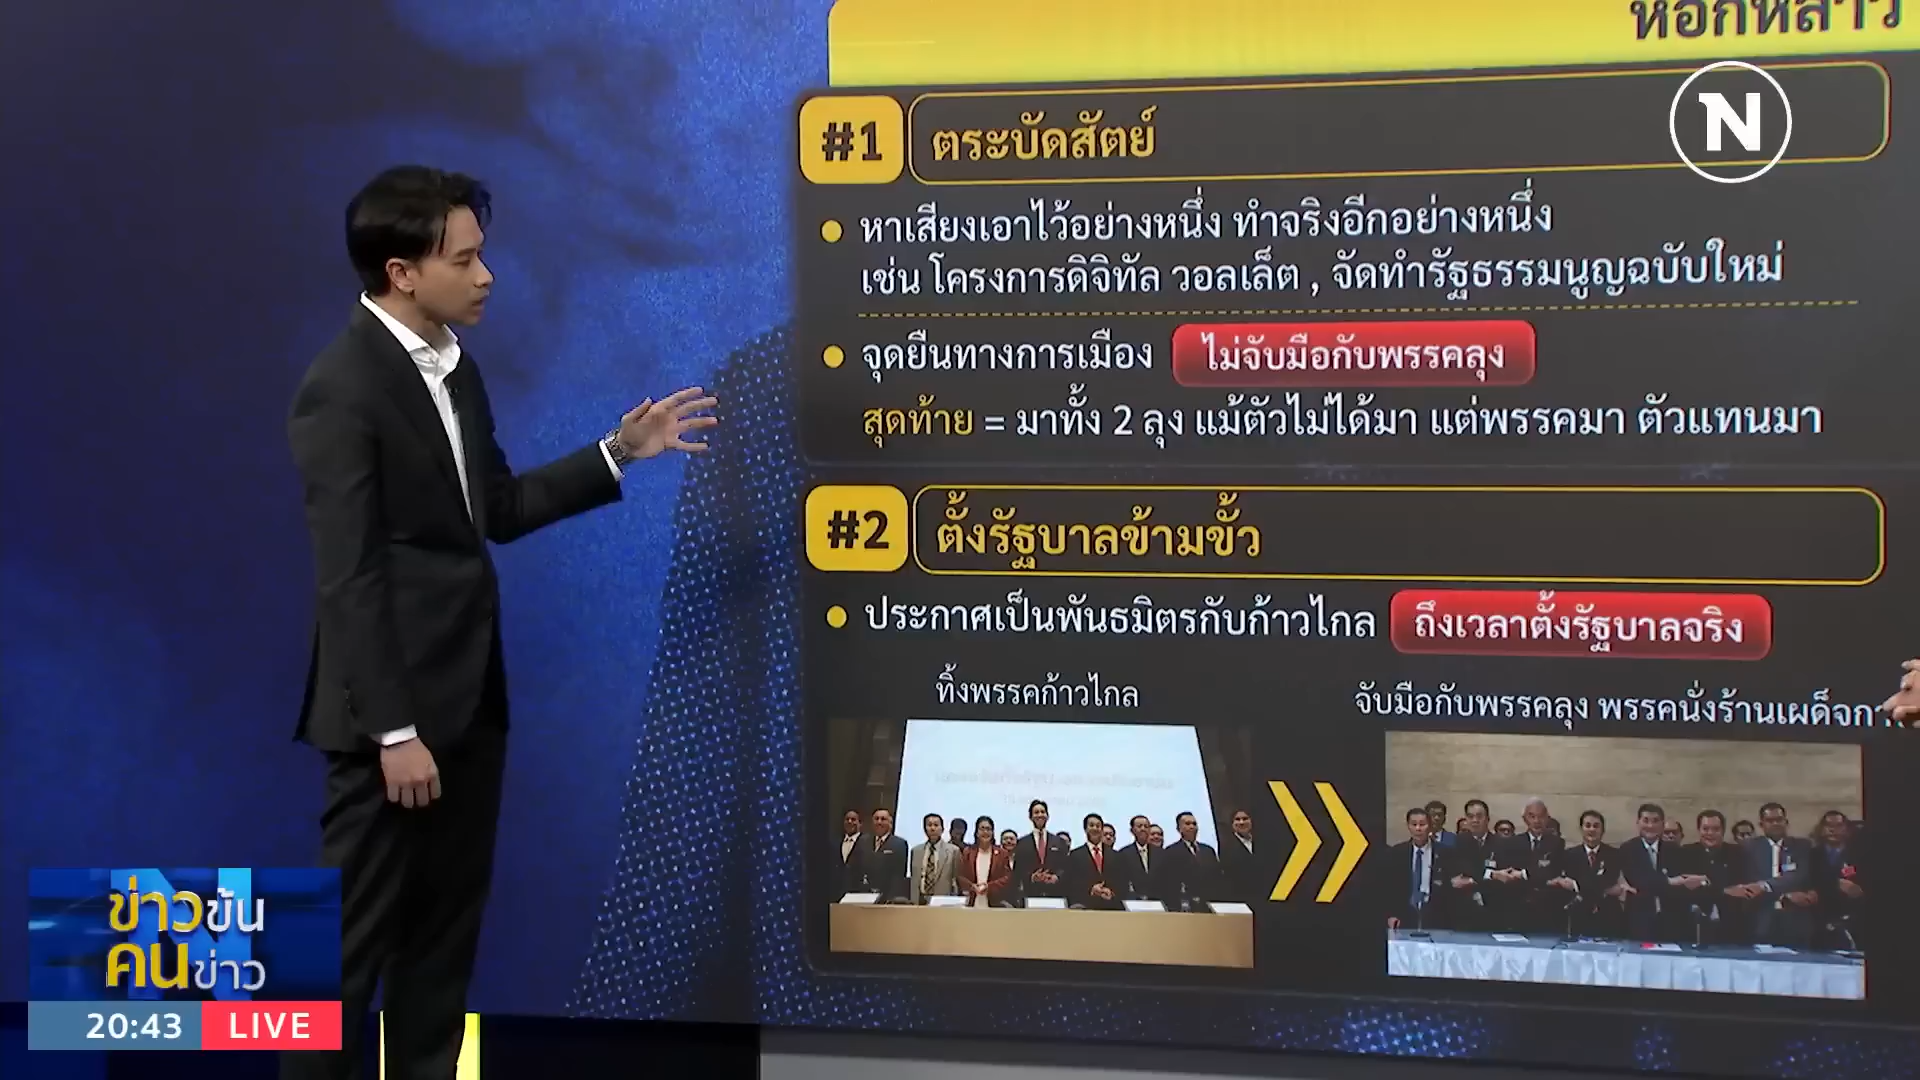 หอกหลาว
N
#1 ตระบัดสัตย์
หาเสียงเอาไว้อย่างหนึ่ง ทำจริงอีกอย่างหนึ่ง
เช่น โครงการดิจิทัล วอลเล็ต , จัดทำรัฐธรรมนูญฉบับใหม่
จุดยืนทางการเมือง ไม่จับมือกับพรรคลุง
สุดท้าย = มาทั้ง 2 ลุง แม้ตัวไม่ได้มา แต่พรรคมา ตัวแทนมา
#2 ตั้งรัฐบาลข้ามขั้ว
ประกาศเป็นพันธมิตรกับก้าวไกล ถึงเวลาตั้งรัฐบาลจริง
ทิ้งพรรคก้าวไกล
จับมือกับพรรคลุง พรรคนั่งร้านเผด็จกา
ข่าวข้น
คนข่าว
20:43 LIVE